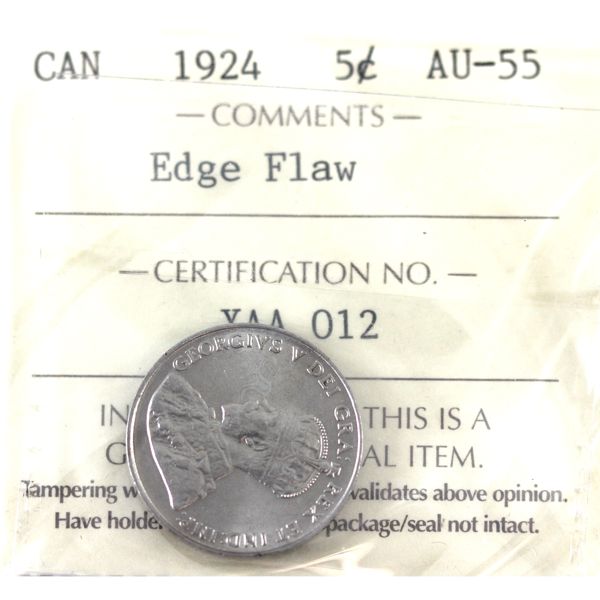 CAN 1924 5¢ AU-55
— COMMENTS —
Edge Flaw
— CERTIFICATION NO. —
XAA 012
GEORGIVS V DEI GRA: REX ET IND:IMP:
IN THIS IS A
G AL ITEM.
Tampering w validates above opinion.
Have holde package/seal not intact.